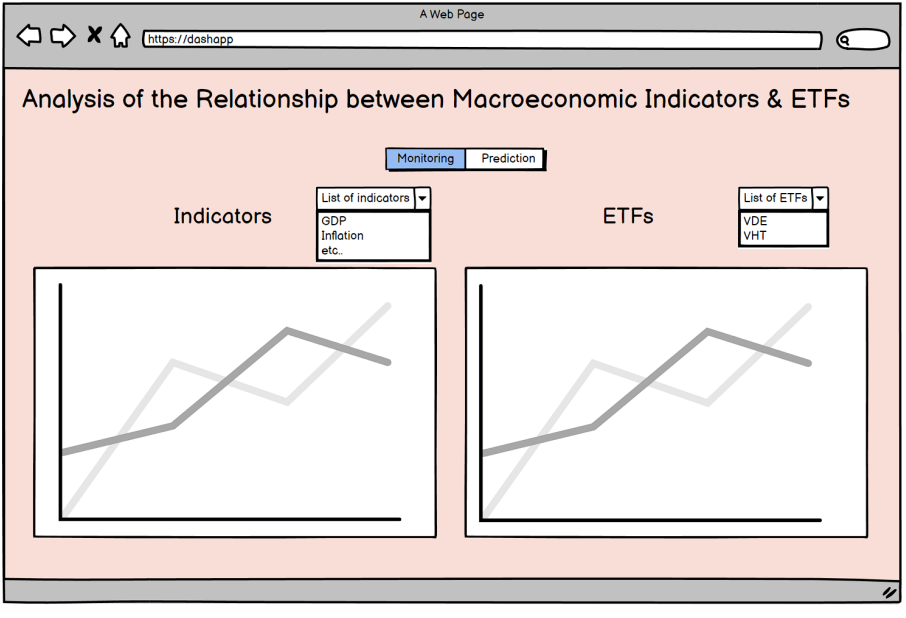 A Web Page
https://dashapp
Analysis of the Relationship between Macroeconomic Indicators & ETFs
Monitoring Prediction
Indicators
List of indicators
GDP
Inflation
etc..
ETFs
List of ETFs
VDE
VHT